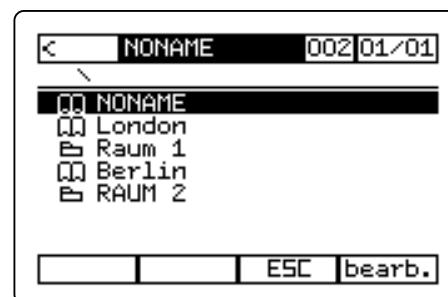 < NONAME 002 01/01
\
NONAME
London
Raum 1
Berlin
RAUM 2
ESC bearb.